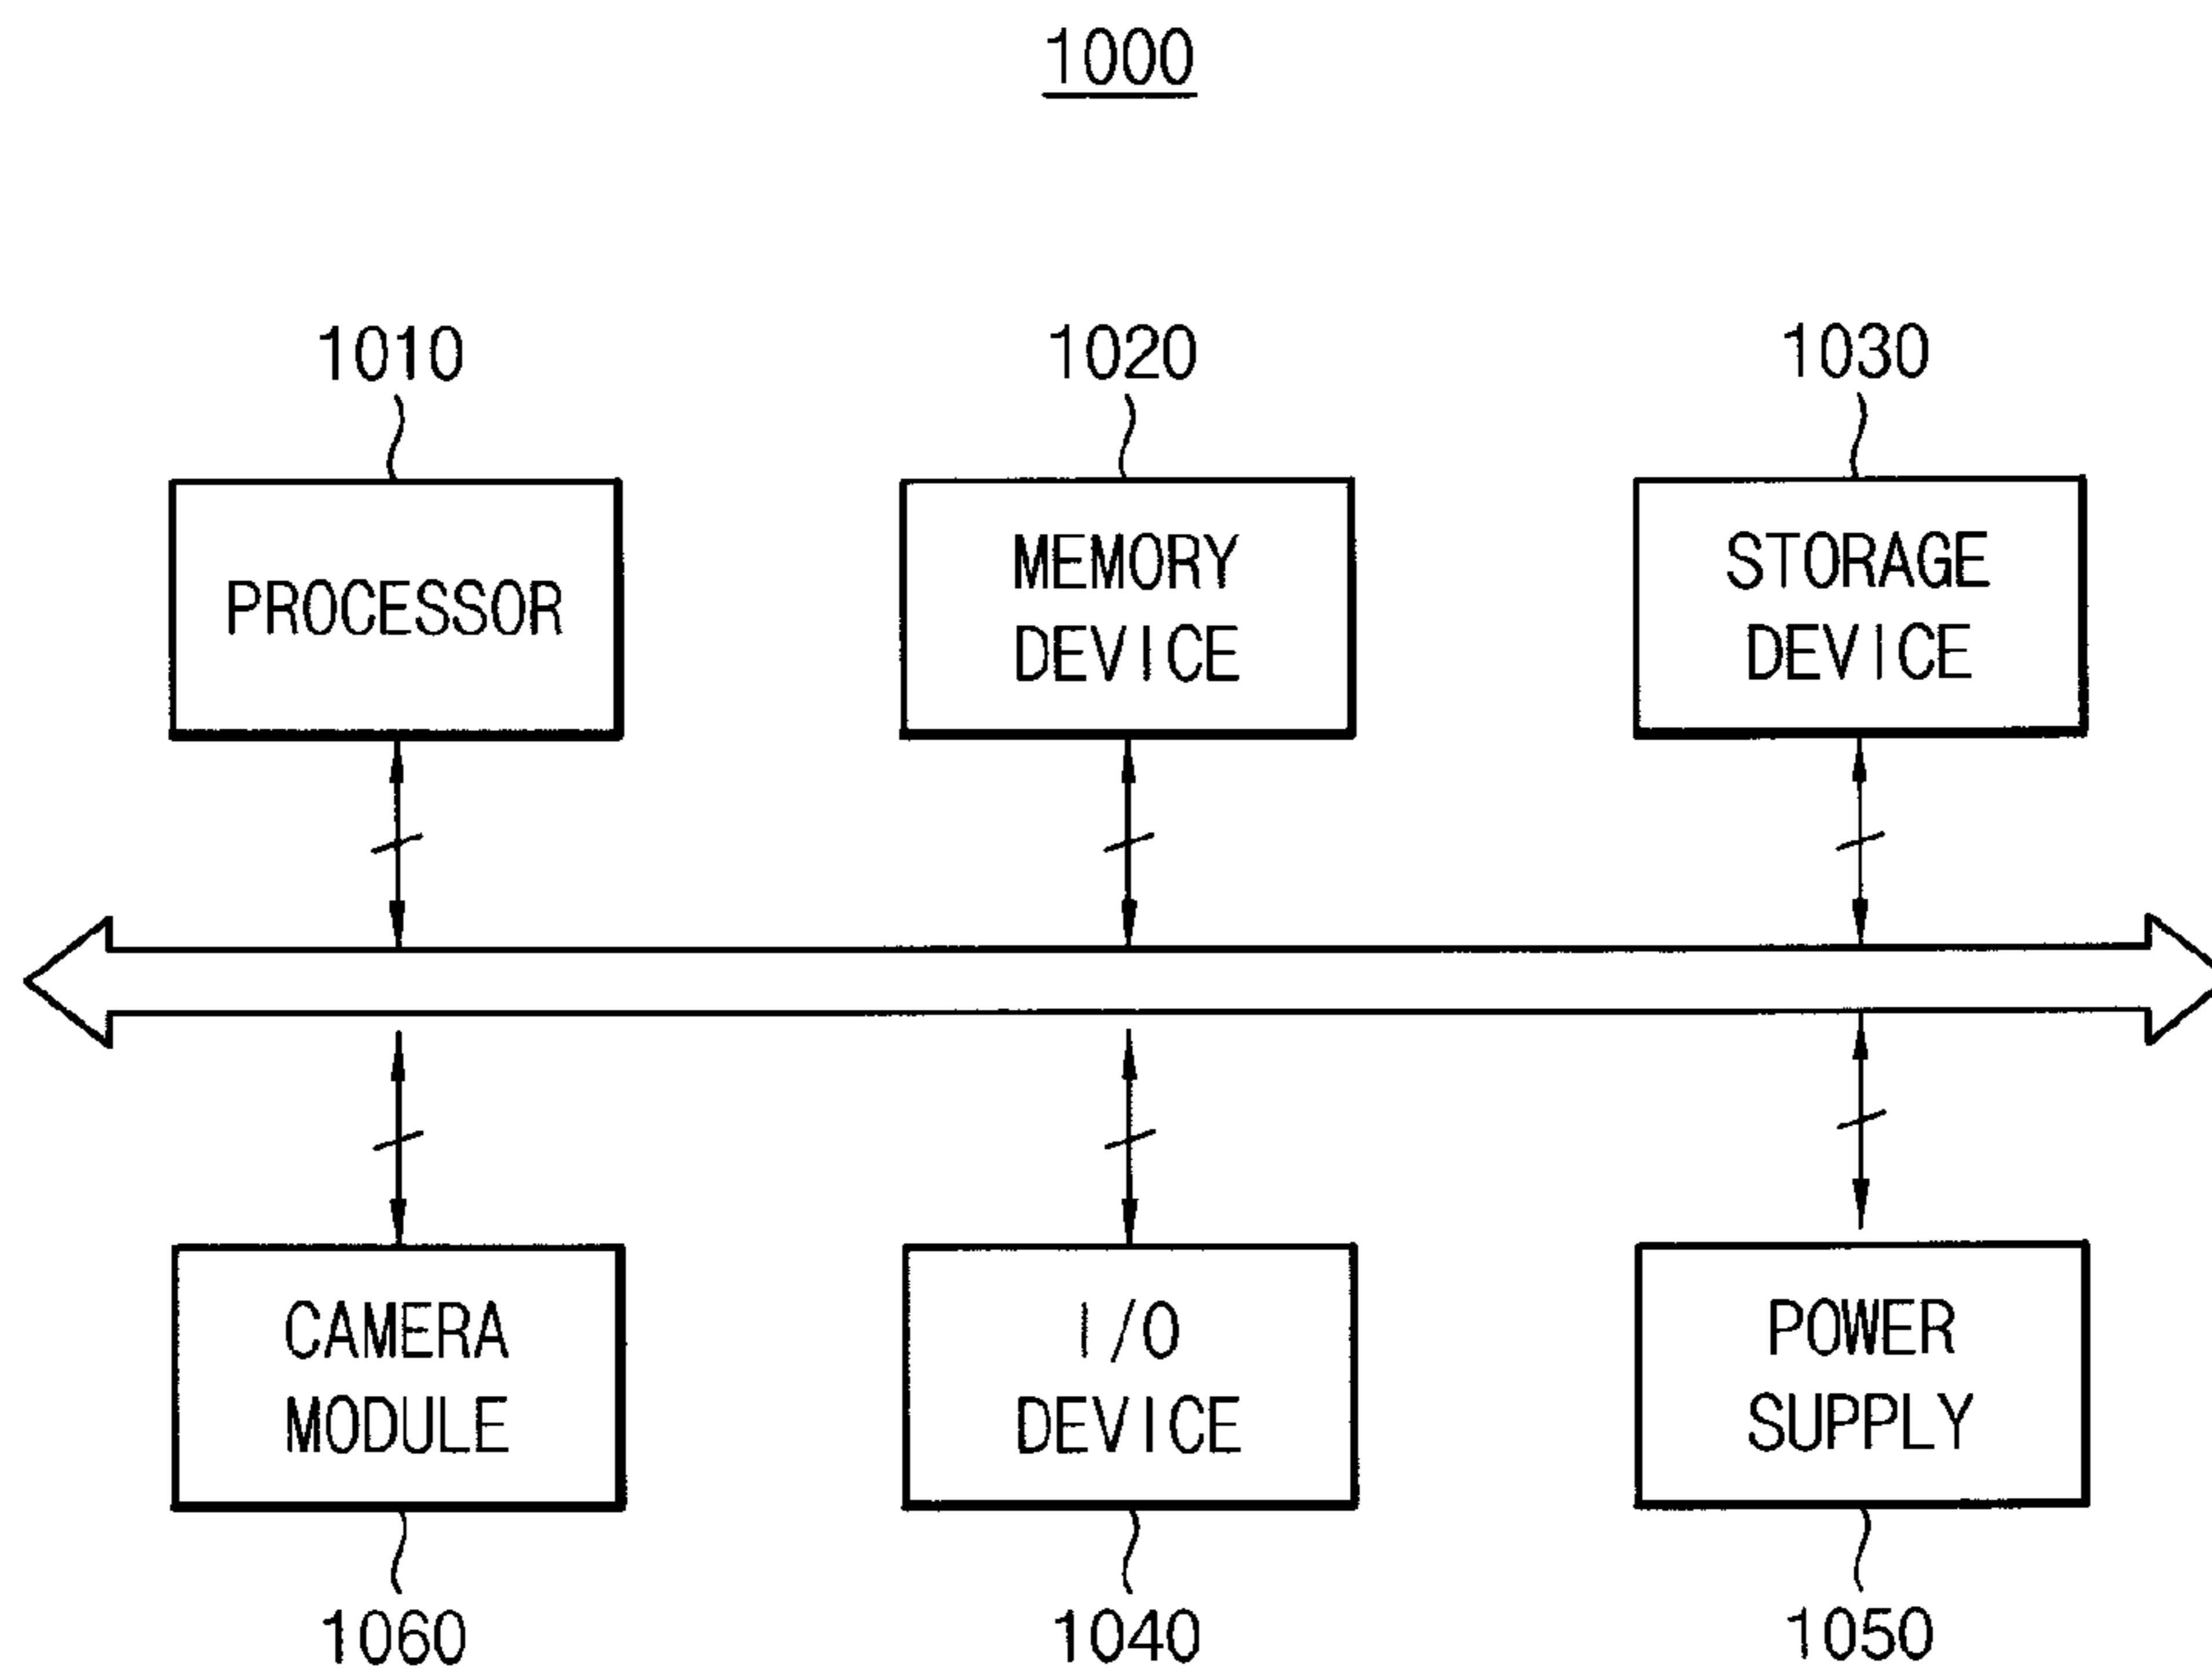 1000
1010
1020
1030
PROCESSOR
MEMORY
DEVICE
STORAGE
DEVICE
CAMERA
MODULE
I/O
DEVICE
POWER
SUPPLY
1060
1040
1050